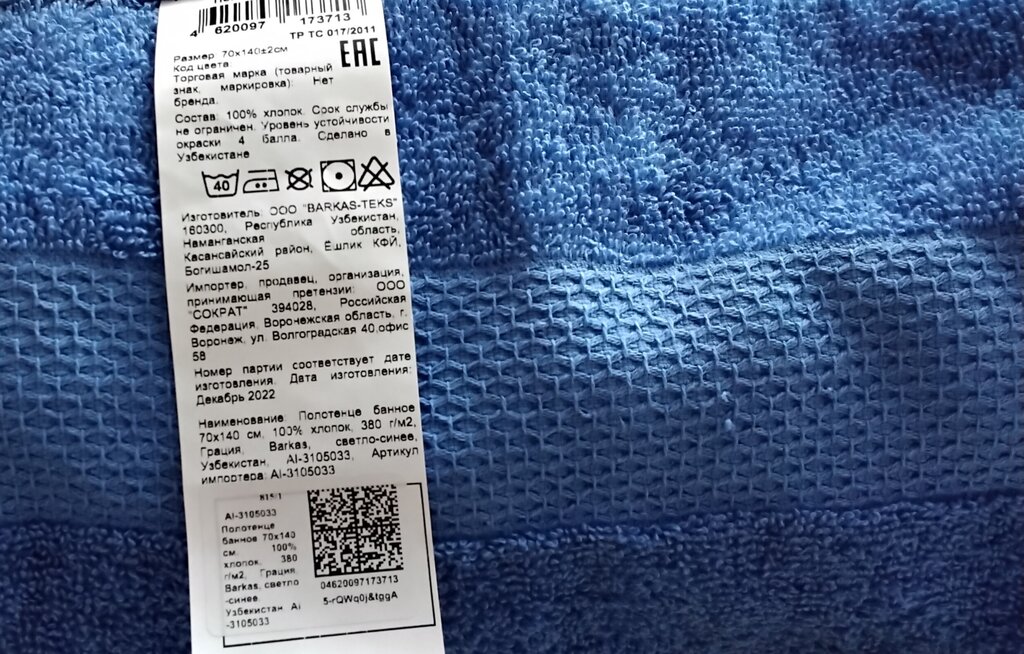 4 620097 173713
ТР ТС 017/2011
EAC
Размер 70х140±2см
Код цвета
Торговая марка (товарный
знак, маркировка): Нет
бренда.
Состав: 100% хлопок. Срок службы
не ограничен. Уровень устойчивости
окраски 4 балла. Сделано в
Узбекистане
40
Изготовитель: ООО "BARKAS-TEKS"
160300, Республика Узбекистан,
Наманганская область,
Касансайский район, Ёшлик КФЙ,
Богишамол-25
Импортер, продавец, организация,
принимающая претензии: ООО
"СОКРАТ" 394028, Российская
Федерация, Воронежская область, г.
Воронеж, ул. Волгоградская 40,офис
58
Номер партии соответствует дате
изготовления. Дата изготовления:
Декабрь 2022
Наименование: Полотенце банное
70х140 см, 100% хлопок, 380 г/м2,
Грация, Barkas, светло-синее,
Узбекистан, AI-3105033, Артикул
импортера: AI-3105033
815/1
AI-3105033
Полотенце
банное 70х140
см, 100%
хлопок, 380
г/м2, Грация,
Barkas, светло
-синее,
Узбекистан, AI
-3105033
04620097173713
5-rQWq0j&tggA